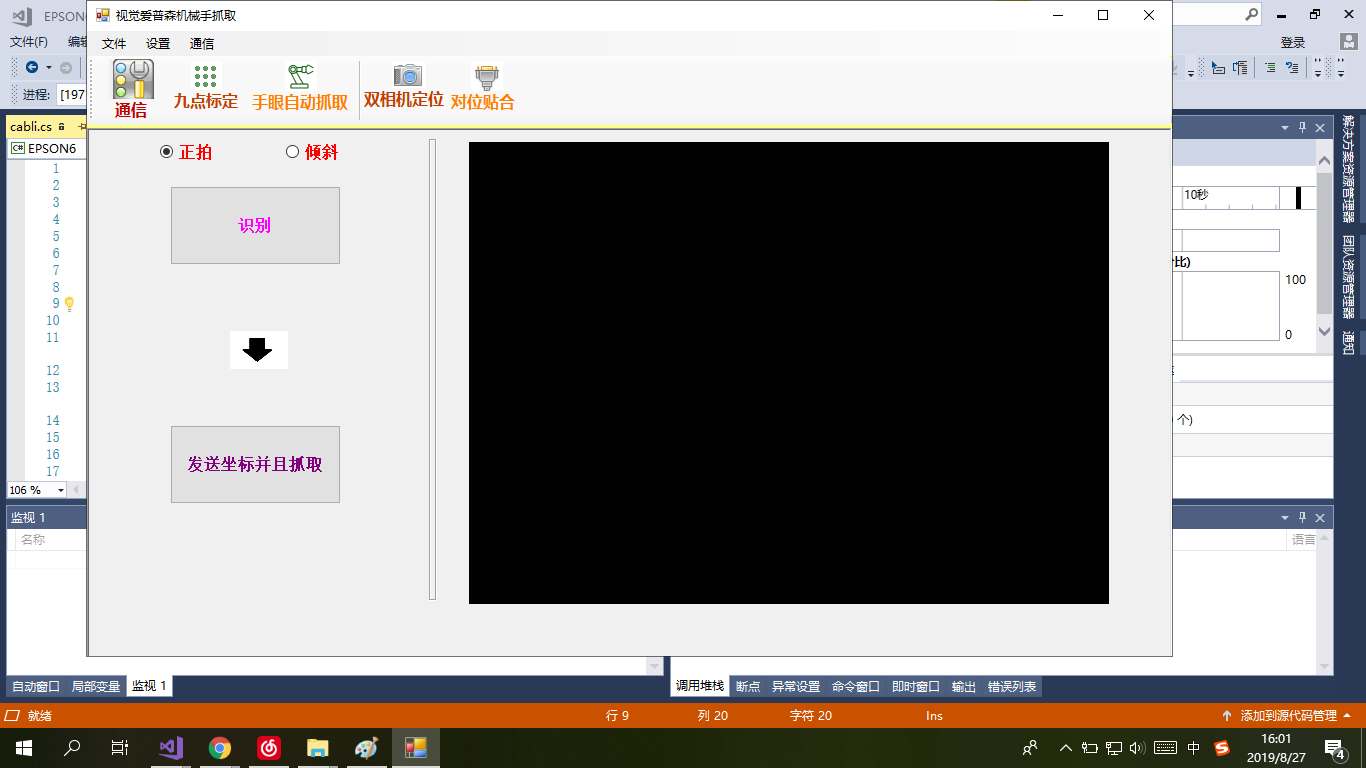 EPSON
视觉爱普森机械手抓取
文件(F)
文件 设置 通信
登录
通信 九点标定 手眼自动抓取 双相机定位 对位贴合
进程: [197
cabli.cs
C# EPSON6
正拍 倾斜
识别
发送坐标并且抓取
1
2
3
4
5
6
7
8
9
10
11
12
13
14
15
16
17
106 %
10秒
比)
100
0
个)
解决方案资源管理器
团队资源管理器
通知
监视 1
名称
语言
自动窗口 局部变量 监视 1
调用堆栈 断点 异常设置 命令窗口 即时窗口 输出 错误列表
就绪 行 9 列 20 字符 20 Ins 添加到源代码管理
中
16:01
2019/8/27
4